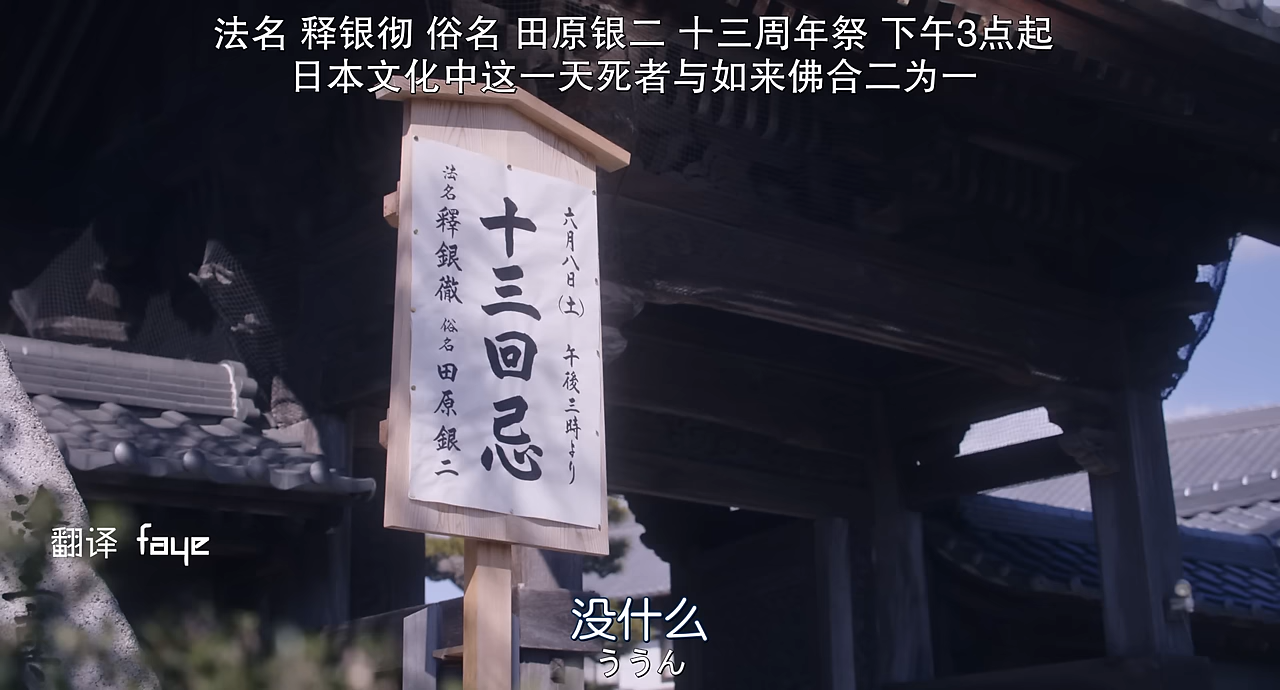 法名 释银彻 俗名 田原银二 十三周年祭 下午3点起
日本文化中这一天死者与如来佛合二为一
六月八日(土) 午後三時より
十三回忌
法名 釋銀徹 俗名 田原銀二
翻译 faye
没什么
ううん